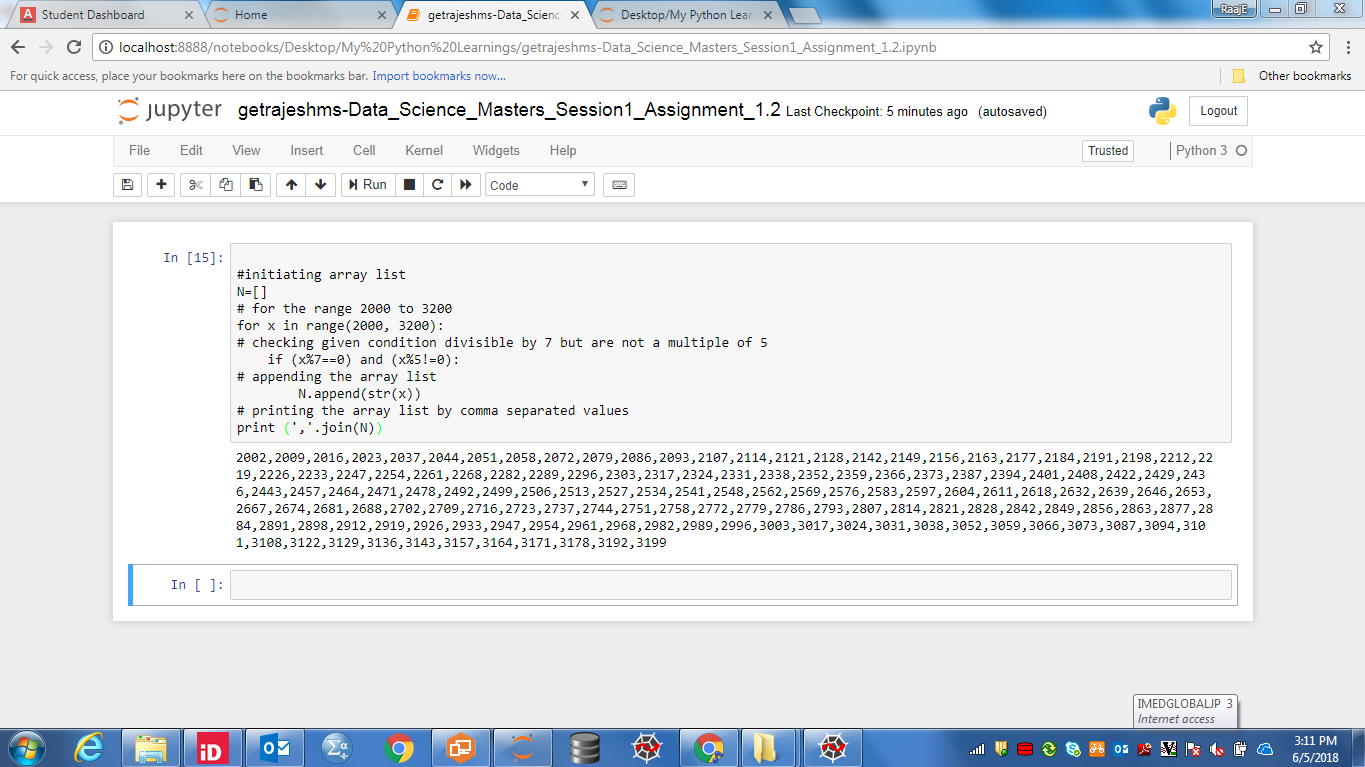 Student Dashboard
Home
getrajeshms-Data_Scienc
Desktop/My Python Lear
RaajE
localhost:8888/notebooks/Desktop/My%20Python%20Learnings/getrajeshms-Data_Science_Masters_Session1_Assignment_1.2.ipynb
For quick access, place your bookmarks here on the bookmarks bar. Import bookmarks now...
Other bookmarks
jupyter getrajeshms-Data_Science_Masters_Session1_Assignment_1.2 Last Checkpoint: 5 minutes ago (autosaved)
Logout
File Edit View Insert Cell Kernel Widgets Help
Trusted
Python 3
Run
Code
In [15]:
#initiating array list
N=[]
# for the range 2000 to 3200
for x in range(2000, 3200):
# checking given condition divisible by 7 but are not a multiple of 5
if (x%7==0) and (x%5!=0):
# appending the array list
N.append(str(x))
# printing the array list by comma separated values
print (','.join(N))
2002,2009,2016,2023,2037,2044,2051,2058,2072,2079,2086,2093,2107,2114,2121,2128,2142,2149,2156,2163,2177,2184,2191,2198,2212,22
19,2226,2233,2247,2254,2261,2268,2282,2289,2296,2303,2317,2324,2331,2338,2352,2359,2366,2373,2387,2394,2401,2408,2422,2429,243
6,2443,2457,2464,2471,2478,2492,2499,2506,2513,2527,2534,2541,2548,2562,2569,2576,2583,2597,2604,2611,2618,2632,2639,2646,2653,
2667,2674,2681,2688,2702,2709,2716,2723,2737,2744,2751,2758,2772,2779,2786,2793,2807,2814,2821,2828,2842,2849,2856,2863,2877,28
84,2891,2898,2912,2919,2926,2933,2947,2954,2961,2968,2982,2989,2996,3003,3017,3024,3031,3038,3052,3059,3066,3073,3087,3094,310
1,3108,3122,3129,3136,3143,3157,3164,3171,3178,3192,3199
In [ ]:
IMEDGLOBALJP 3
Internet access
3:11 PM
6/5/2018